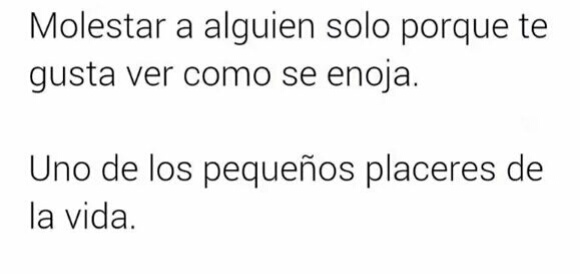 Molestar a alguien solo porque te
gusta ver como se enoja.
Uno de los pequeños placeres de
la vida.